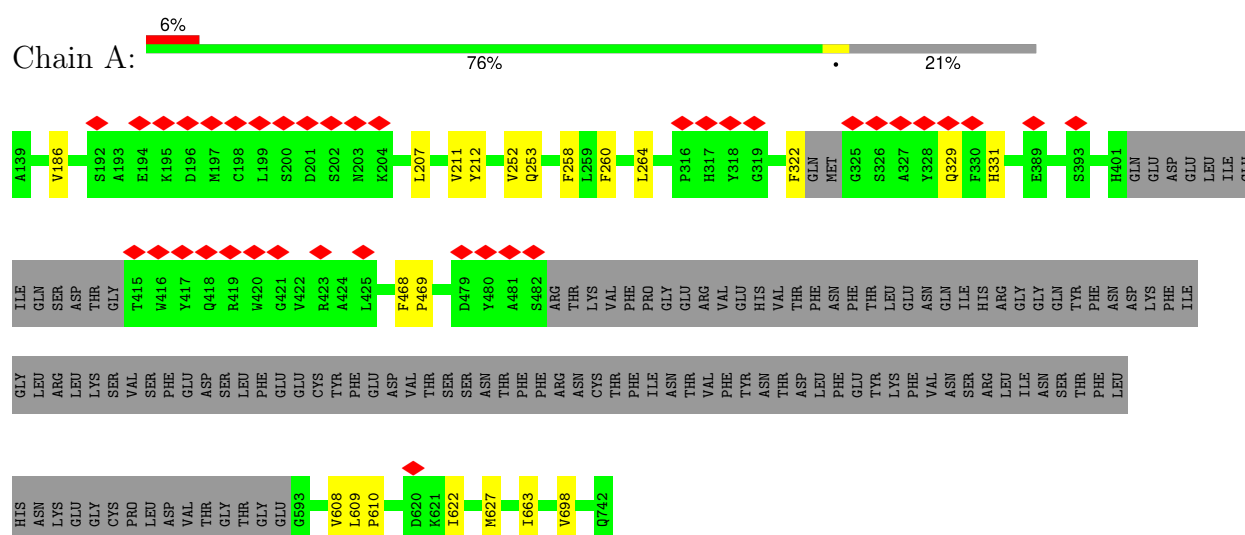 6%
Chain A:
76% • 21%
A139 V186 S192 A193 E194 K195 D196 M197 C198 L199 S200 D201 S202 N203 K204 L207 V211 Y212 V252 Q253 F258 L259 F260 L264 P316 H317 Y318 G319 F322 GLN MET G325 S326 A327 Y328 Q329 F330 H331 E389 S393 H401 GLN GLU ASP GLU LEU ILE
ILE GLN SER ASP THR GLY T415 W416 Y417 Q418 R419 W420 G421 V422 R423 A424 L425 F468 P469 D479 Y480 A481 S482 ARG THR LYS VAL PHE PRO GLY GLU ARG VAL GLU HIS VAL THR PHE ASN PHE THR LEU GLU ASN GLN ILE HIS ARG GLY GLY GLN TYR PHE ASN ASP LYS PHE ILE
GLY LEU ARG LEU LYS SER VAL SER PHE GLU ASP SER LEU PHE GLU GLU CYS TYR PHE GLU ASP VAL THR SER SER ASN THR PHE PHE ARG ASN CYS THR PHE ILE ASN THR VAL PHE TYR ASN THR ASP LEU PHE GLU TYR LYS PHE VAL ASN SER ARG LEU ILE ASN SER THR PHE LEU
HIS ASN LYS GLU GLY CYS PRO LEU ASP VAL THR GLY THR GLY GLU G593 V608 L609 P610 D620 K621 I622 M627 I663 V698 Q742